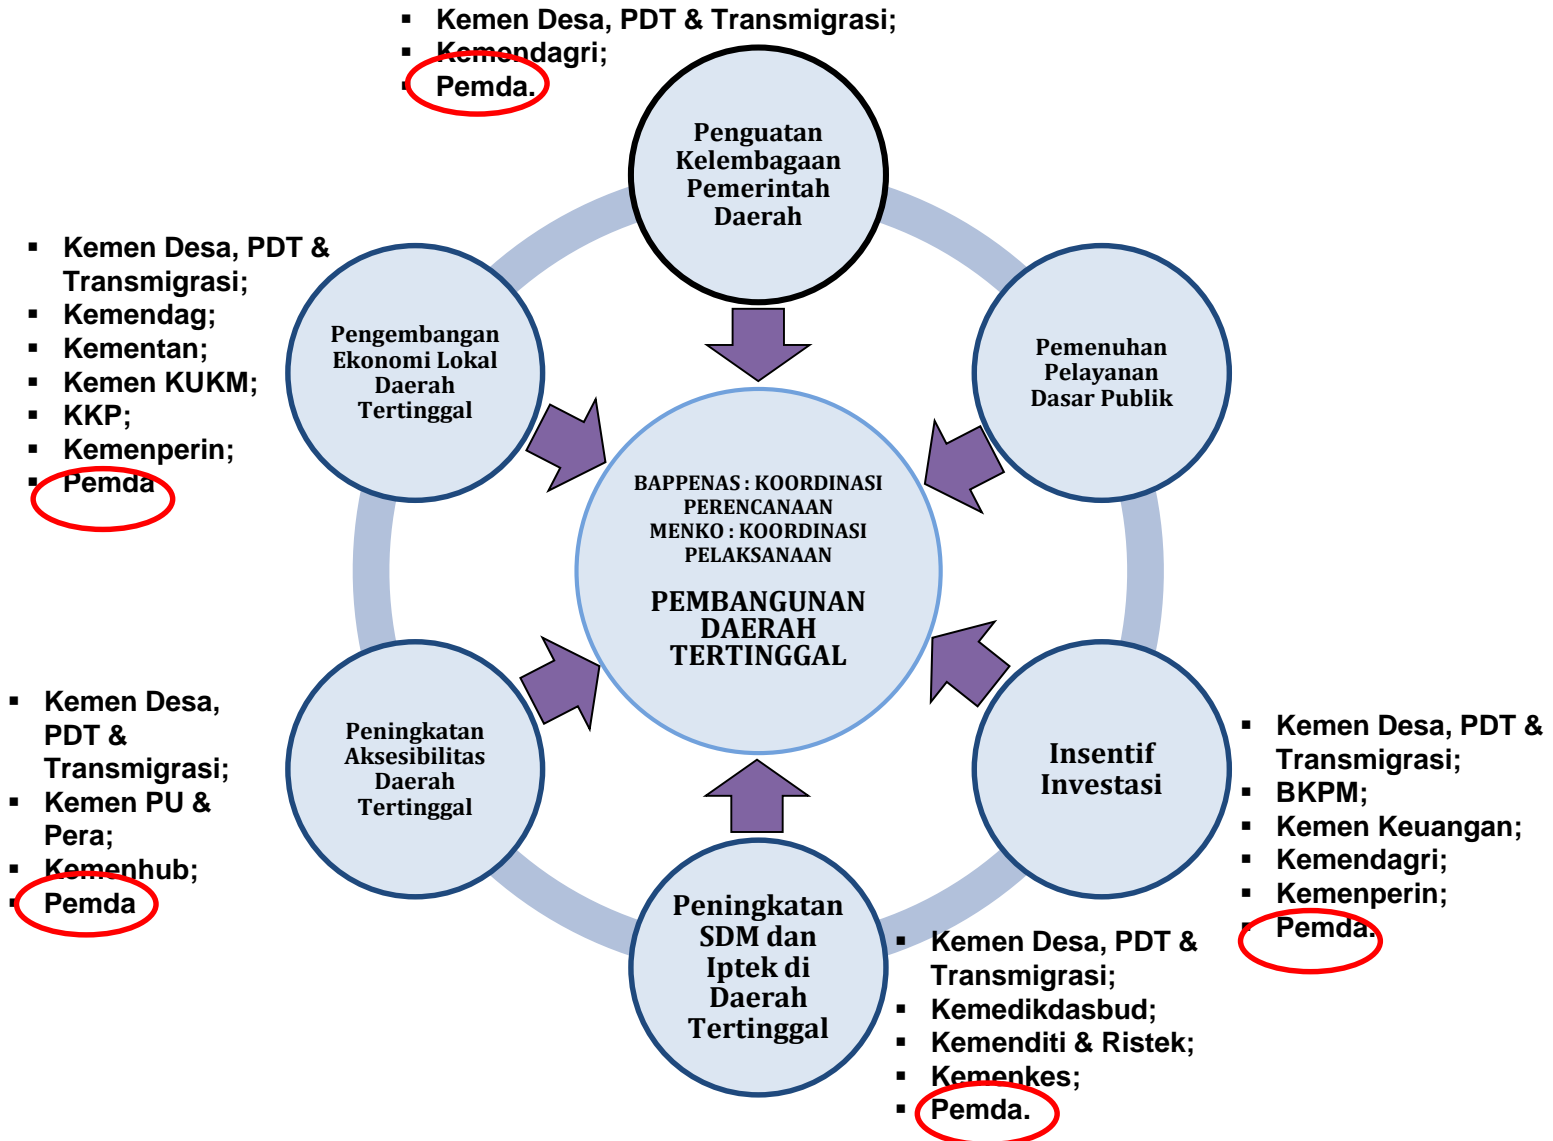 ▪ Kemen Desa, PDT & Transmigrasi;
▪ Kemendagri;
▪ Pemda.
Penguatan
Kelembagaan
Pemerintah
Daerah
▪ Kemen Desa, PDT &
Transmigrasi;
▪ Kemendag;
▪ Kementan;
▪ Kemen KUKM;
▪ KKP;
▪ Kemenperin;
▪ Pemda
Pengembangan
Ekonomi Lokal
Daerah
Tertinggal
Pemenuhan
Pelayanan
Dasar Publik
BAPPENAS : KOORDINASI
PERENCANAAN
MENKO : KOORDINASI
PELAKSANAAN
PEMBANGUNAN
DAERAH
TERTINGGAL
▪ Kemen Desa,
PDT &
Transmigrasi;
▪ Kemen PU &
Pera;
▪ Kemenhub;
▪ Pemda
Peningkatan
Aksesibilitas
Daerah
Tertinggal
Insentif
Investasi
▪ Kemen Desa, PDT &
Transmigrasi;
▪ BKPM;
▪ Kemen Keuangan;
▪ Kemendagri;
▪ Kemenperin;
▪ Pemda.
Peningkatan
SDM dan
Iptek di
Daerah
Tertinggal
▪ Kemen Desa, PDT &
Transmigrasi;
▪ Kemedikdasbud;
▪ Kemenditi & Ristek;
▪ Kemenkes;
▪ Pemda.